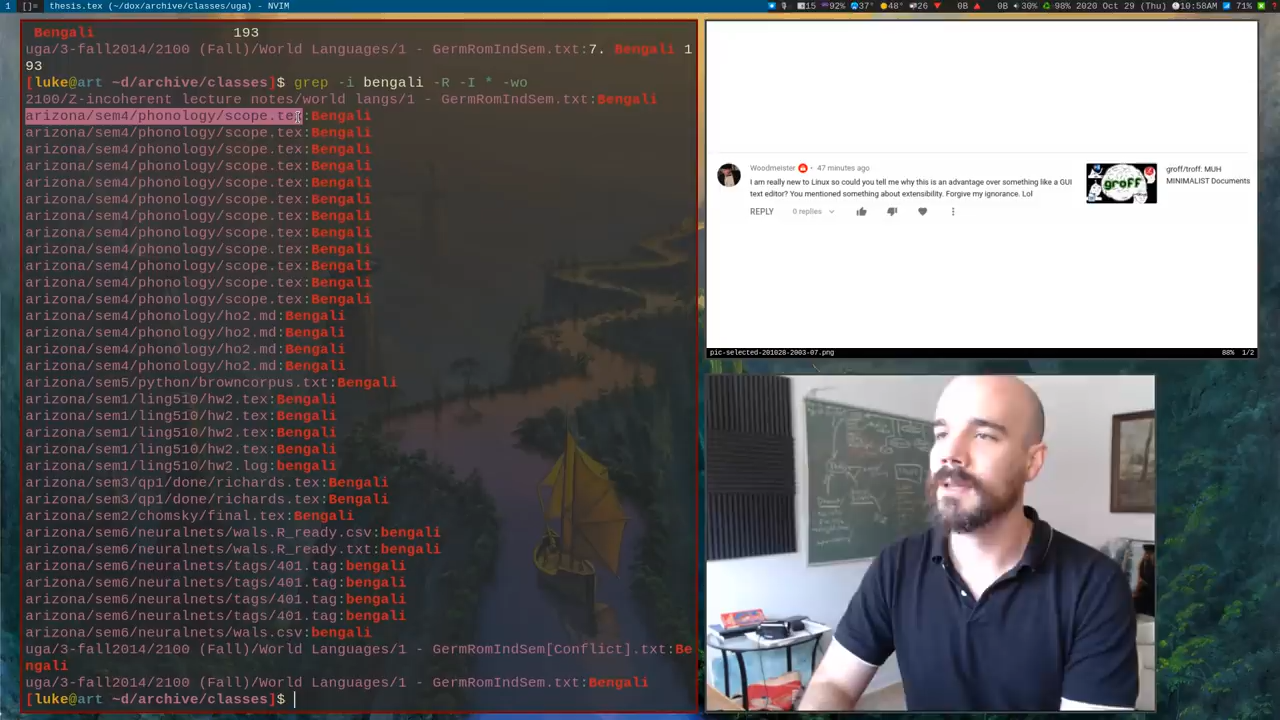 1 []= thesis.tex (~/dox/archive/classes/uga) - NVIM
15 92% 37° 48° 26 0B 0B 30% 98% 2020 Oct 29 (Thu) 10:58AM 71%
Bengali 193
uga/3-fall2014/2100 (Fall)/World Languages/1 - GermRomIndSem.txt:7. Bengali 1
93
[luke@art ~d/archive/classes]$ grep -i bengali -R -I * -wo
2100/Z-incoherent lecture notes/world langs/1 - GermRomIndSem.txt:Bengali
arizona/sem4/phonology/scope.tex:Bengali
arizona/sem4/phonology/scope.tex:Bengali
arizona/sem4/phonology/scope.tex:Bengali
arizona/sem4/phonology/scope.tex:Bengali
arizona/sem4/phonology/scope.tex:Bengali
arizona/sem4/phonology/scope.tex:Bengali
arizona/sem4/phonology/scope.tex:Bengali
arizona/sem4/phonology/scope.tex:Bengali
arizona/sem4/phonology/scope.tex:Bengali
arizona/sem4/phonology/scope.tex:Bengali
arizona/sem4/phonology/scope.tex:Bengali
arizona/sem4/phonology/scope.tex:Bengali
arizona/sem4/phonology/ho2.md:Bengali
arizona/sem4/phonology/ho2.md:Bengali
arizona/sem4/phonology/ho2.md:Bengali
arizona/sem4/phonology/ho2.md:Bengali
arizona/sem5/python/browncorpus.txt:Bengali
arizona/sem1/ling510/hw2.tex:Bengali
arizona/sem1/ling510/hw2.tex:Bengali
arizona/sem1/ling510/hw2.tex:Bengali
arizona/sem1/ling510/hw2.tex:Bengali
arizona/sem1/ling510/hw2.log:bengali
arizona/sem3/qp1/done/richards.tex:Bengali
arizona/sem3/qp1/done/richards.tex:Bengali
arizona/sem2/chomsky/final.tex:Bengali
arizona/sem6/neuralnets/wals.R_ready.csv:bengali
arizona/sem6/neuralnets/wals.R_ready.txt:bengali
arizona/sem6/neuralnets/tags/401.tag:bengali
arizona/sem6/neuralnets/tags/401.tag:bengali
arizona/sem6/neuralnets/tags/401.tag:bengali
arizona/sem6/neuralnets/tags/401.tag:bengali
arizona/sem6/neuralnets/wals.csv:bengali
uga/3-fall2014/2100 (Fall)/World Languages/1 - GermRomIndSem[Conflict].txt:Be
ngali
uga/3-fall2014/2100 (Fall)/World Languages/1 - GermRomIndSem.txt:Bengali
[luke@art ~d/archive/classes]$
Woodmeister • 47 minutes ago
I am really new to Linux so could you tell me why this is an advantage over something like a GUI
text editor? You mentioned something about extensibility. Forgive my ignorance. Lol
REPLY 0 replies
groff
groff/troff: MUH
MINIMALIST Documents
pic-selected-201028-2003-07.png 88% 1/2